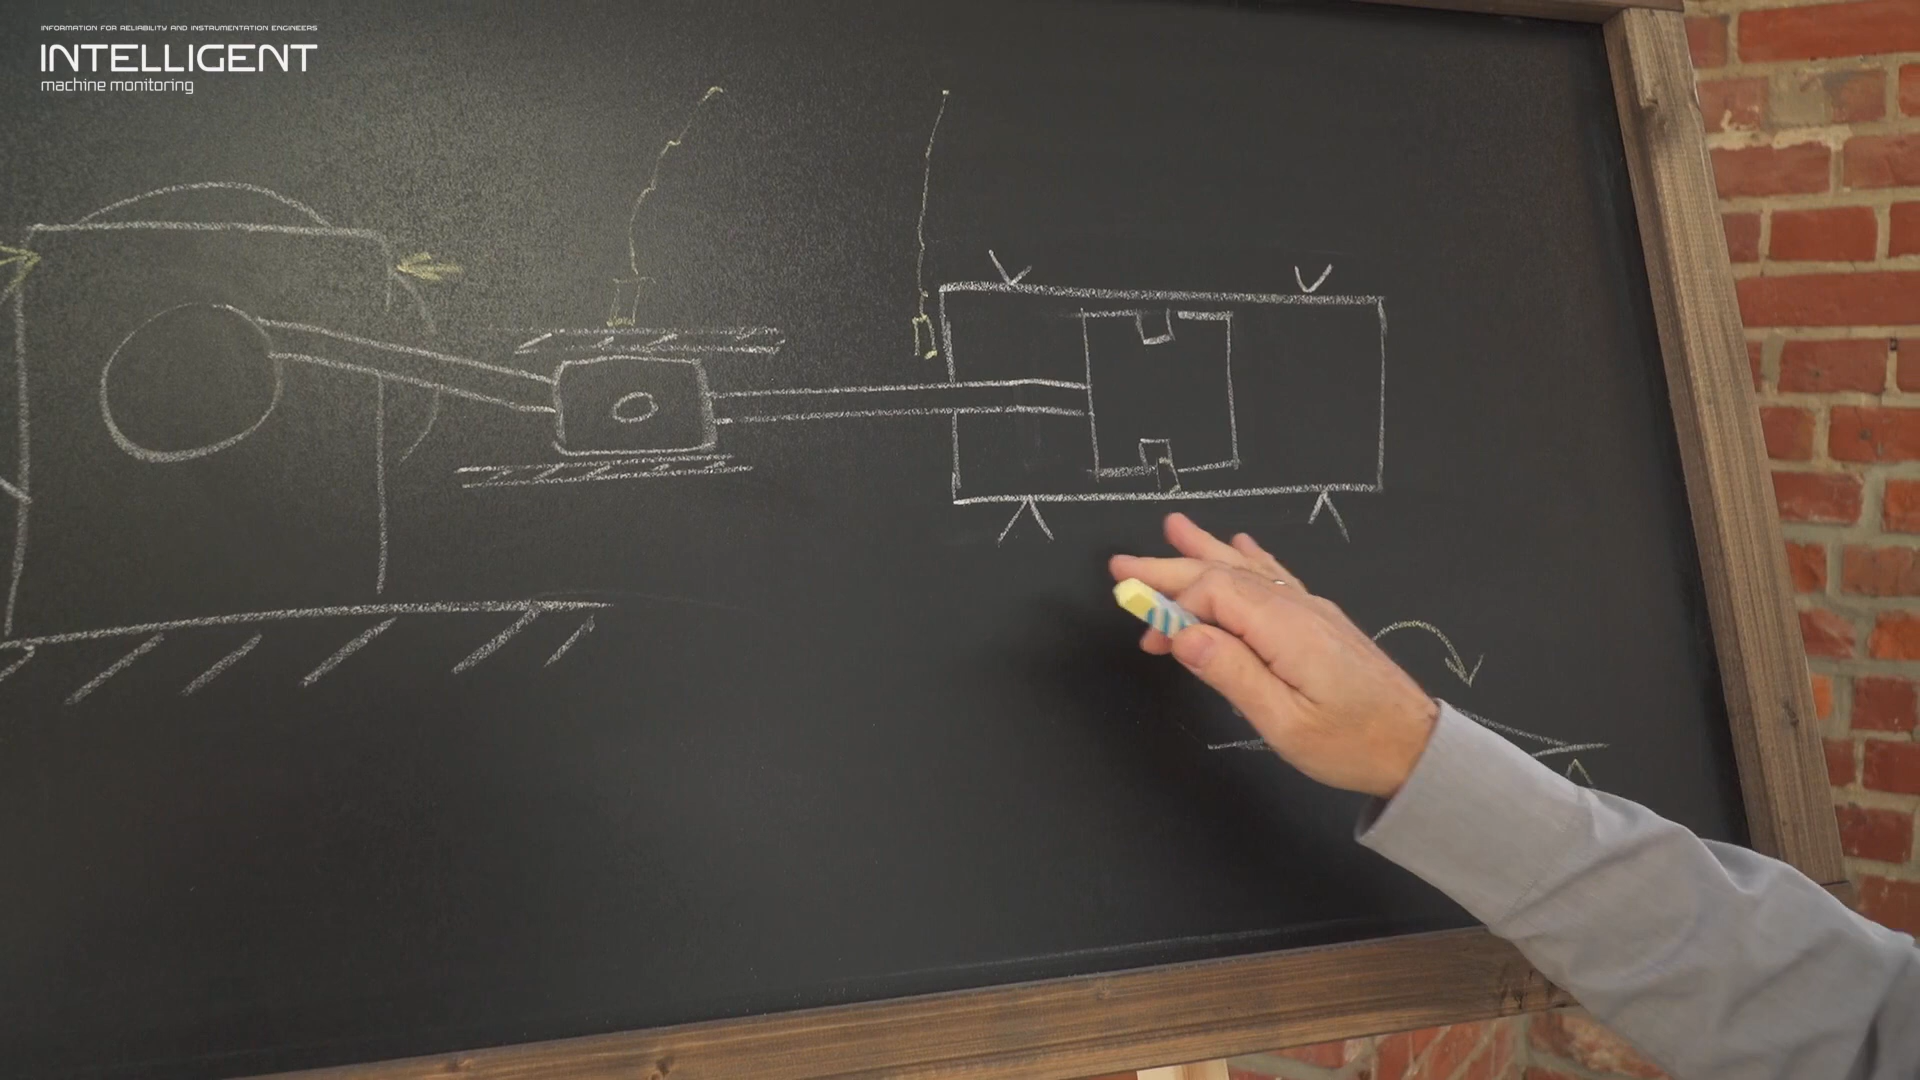 INFORMATION FOR RELIABILITY AND INSTRUMENTATION ENGINEERS
INTELLIGENT
machine monitoring